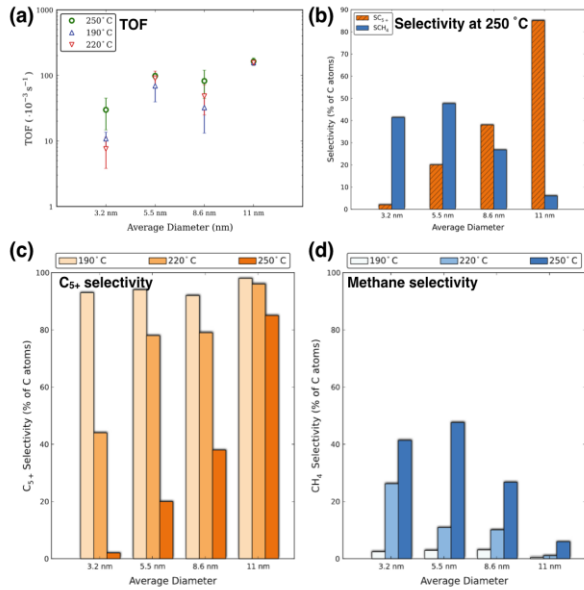 (a)
TOF
250°C
190°C
220°C
10³
100
10
1
TOF (·10⁻³ s⁻¹)
3.2 nm 5.5 nm 8.6 nm 11 nm
Average Diameter (nm)
(b)
Selectivity at 250 °C
SC₅₊
SCH₄
90
80
70
60
50
40
30
20
10
0
Selectivity (% of C atoms)
3.2 nm 5.5 nm 8.6 nm 11 nm
Average Diameter
(c)
190°C 220°C 250°C
C₅₊ selectivity
100
80
60
40
20
0
C₅₊ Selectivity (% of C atoms)
3.2 nm 5.5 nm 8.6 nm 11 nm
Average Diameter
(d)
190°C 220°C 250°C
Methane selectivity
100
80
60
40
20
0
CH₄ Selectivity (% of C atoms)
3.2 nm 5.5 nm 8.6 nm 11 nm
Average Diameter